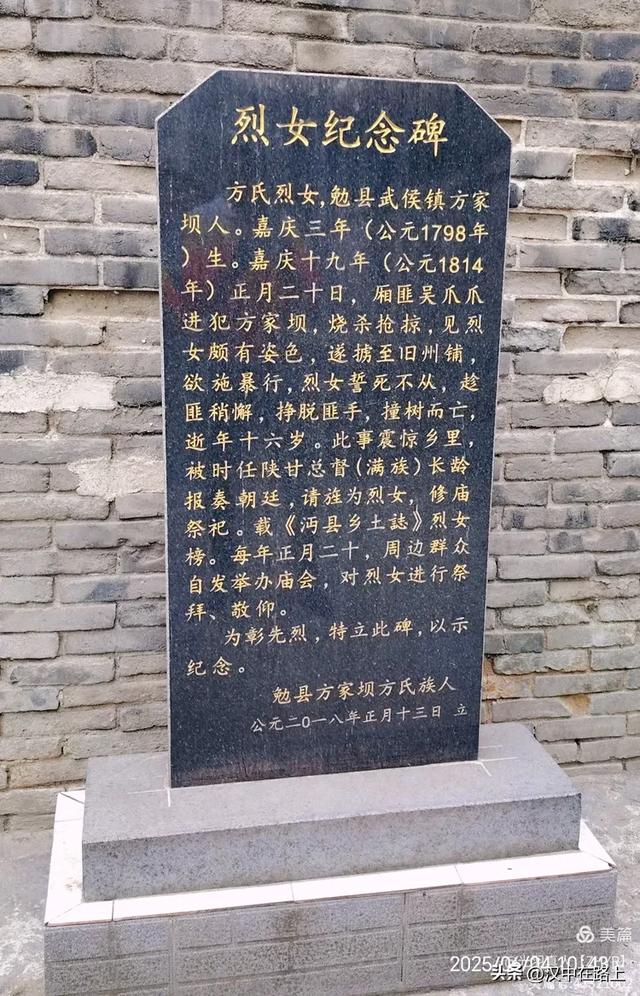 烈女纪念碑
方氏烈女,勉县武侯镇方家
坝人。嘉庆三年(公元1798年
)生。嘉庆十九年(公元1814
年)正月二十日,厢匪吴爪爪
进犯方家坝,烧杀抢掠,见烈
女颇有姿色,遂掳至旧州铺,
欲施暴行,烈女誓死不从,趁
匪稍懈,挣脱匪手,撞树而亡,
逝年十六岁。此事震惊乡里,
被时任陕甘总督(满族)长龄
报奏朝廷,请旌为烈女,修庙
祭祀。载《沔县乡土誌》烈女
榜。每年正月二十,周边群众
自发举办庙会,对烈女进行祭
拜、敬仰。
为彰先烈,特立此碑,以示
纪念。
勉县方家坝方氏族人
公元二0一八年正月十三日 立
美篇
2025/04 10:43
头条@汉中在路上